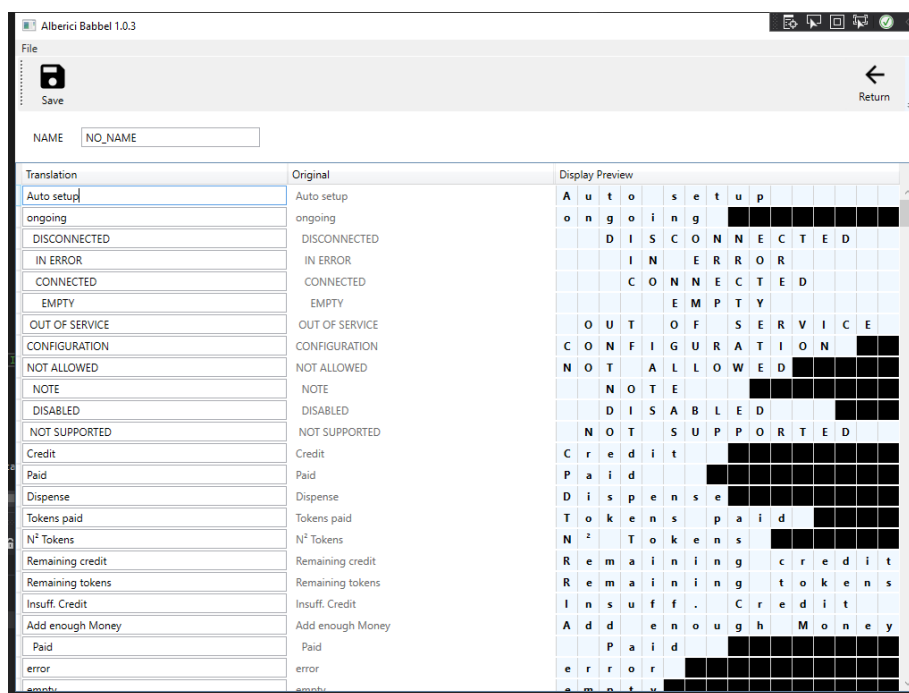 Alberici Babbel 1.0.3
File
Save
Return
NAME NO_NAME
Translation Original Display Preview
Auto setup Auto setup A u t o s e t u p
ongoing ongoing o n g o i n g
DISCONNECTED DISCONNECTED D I S C O N N E C T E D
IN ERROR IN ERROR I N E R R O R
CONNECTED CONNECTED C O N N E C T E D
EMPTY EMPTY E M P T Y
OUT OF SERVICE OUT OF SERVICE O U T O F S E R V I C E
CONFIGURATION CONFIGURATION C O N F I G U R A T I O N
NOT ALLOWED NOT ALLOWED N O T A L L O W E D
NOTE NOTE N O T E
DISABLED DISABLED D I S A B L E D
NOT SUPPORTED NOT SUPPORTED N O T S U P P O R T E D
Credit Credit C r e d i t
Paid Paid P a i d
Dispense Dispense D i s p e n s e
Tokens paid Tokens paid T o k e n s p a i d
N² Tokens N² Tokens N ² T o k e n s
Remaining credit Remaining credit R e m a i n i n g c r e d i t
Remaining tokens Remaining tokens R e m a i n i n g t o k e n s
Insuff. Credit Insuff. Credit I n s u f f . C r e d i t
Add enough Money Add enough Money A d d e n o u g h M o n e y
Paid Paid P a i d
error error e r r o r
empty empty e m p t y